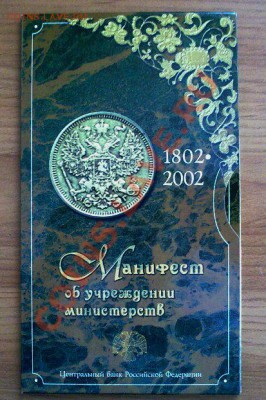 1802•
2002
Манифест
об учреждении
министерств
Центральный Банк Российской Федерации